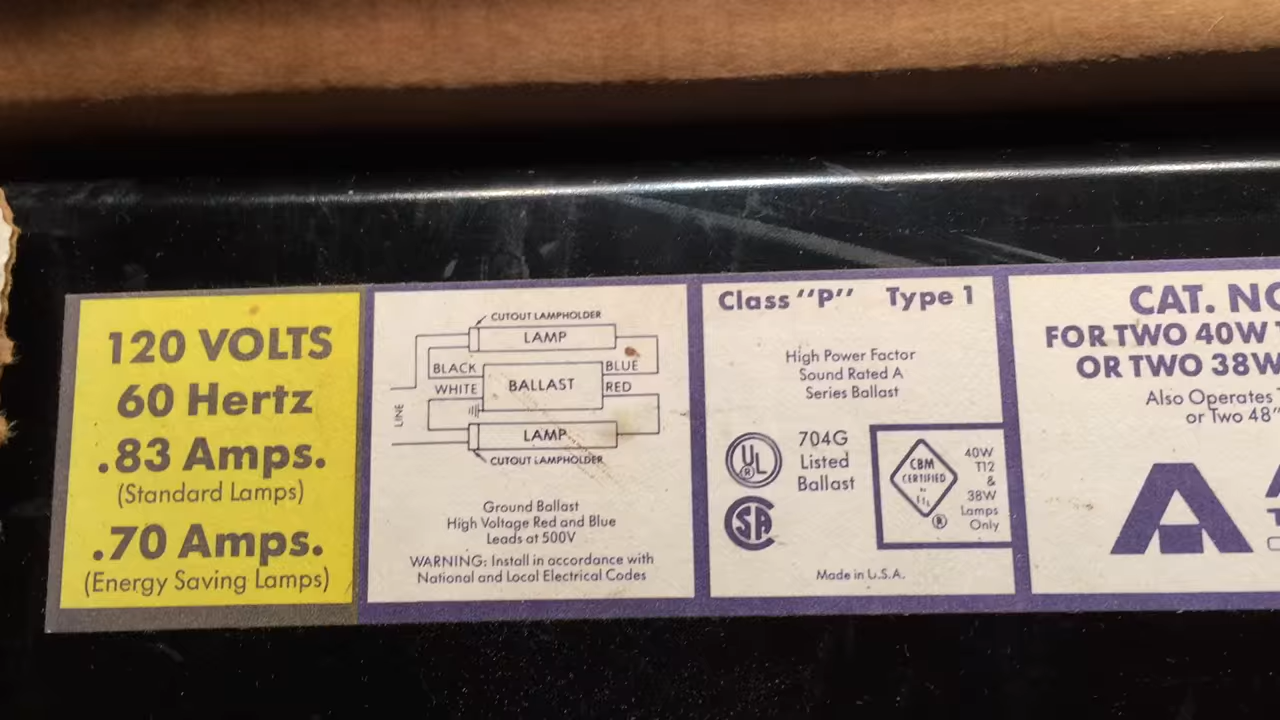 120 VOLTS
60 Hertz
.83 Amps.
(Standard Lamps)
.70 Amps.
(Energy Saving Lamps)
CUTOUT LAMPHOLDER
LAMP
BLACK
BLUE
WHITE
BALLAST
RED
LINE
LAMP
CUTOUT LAMPHOLDER
Ground Ballast
High Voltage Red and Blue
Leads at 500V
WARNING: Install in accordance with
National and Local Electrical Codes
Class "P" Type 1
High Power Factor
Sound Rated A
Series Ballast
UL
®
704G
Listed
Ballast
SA
CBM
CERTIFIED
by
ETL
®
40W
T12
&
38W
Lamps
Only
Made in U.S.A.
CAT. NO
FOR TWO 40W
OR TWO 38W
Also Operates
or Two 48"
A